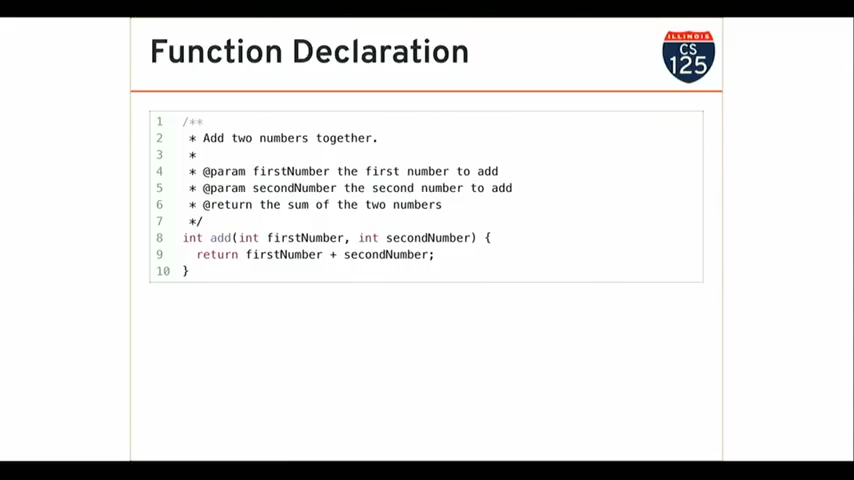 Function Declaration
ILLINOIS
CS
125
1 /**
2 * Add two numbers together.
3 *
4 * @param firstNumber the first number to add
5 * @param secondNumber the second number to add
6 * @return the sum of the two numbers
7 */
8 int add(int firstNumber, int secondNumber) {
9 return firstNumber + secondNumber;
10 }